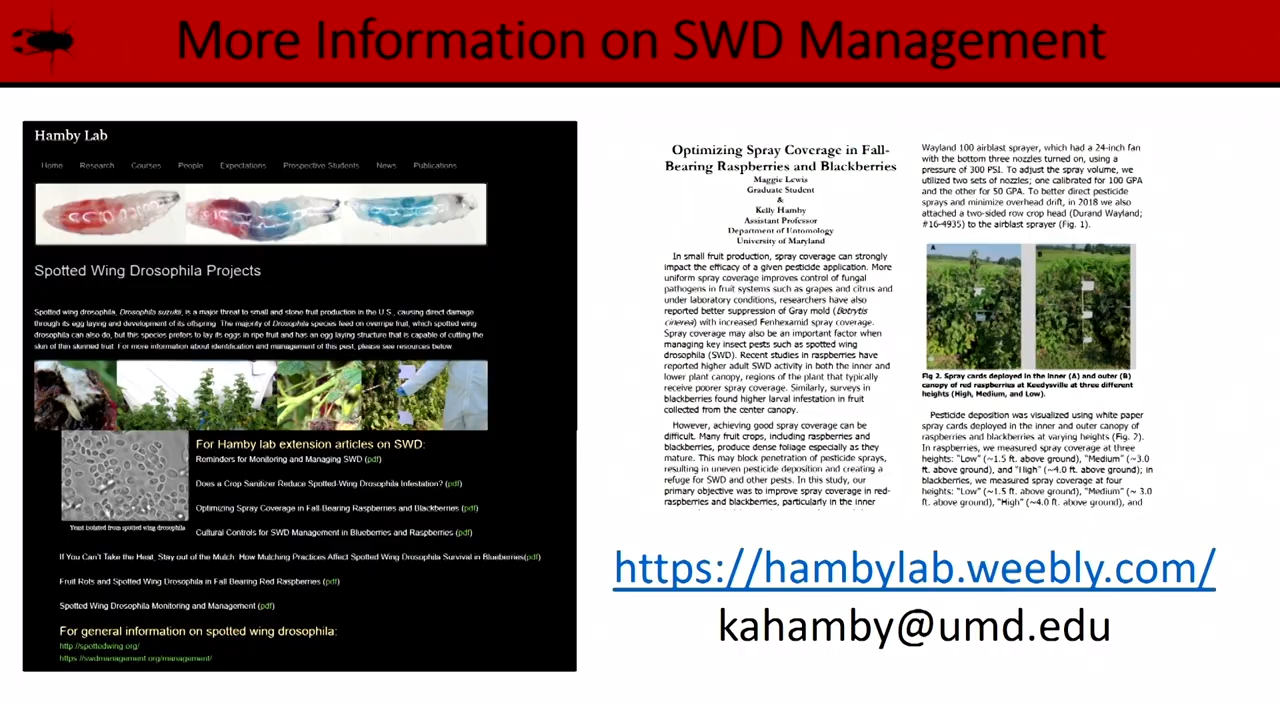 More Information on SWD Management
Hamby Lab
Home Research Courses People Expectations Prospective Students News Publications
Spotted Wing Drosophila Projects
Spotted wing drosophila, Drosophila suzukii, is a major threat to small and stone fruit production in the U.S., causing direct damage
through its egg laying and development of its offspring. The majority of Drosophila species feed on overripe fruit, which spotted wing
drosophila can also do, but this species prefers to lay its eggs in ripe fruit and has an egg laying structure that is capable of cutting the
skin of thin skinned fruit. For more information about identification and management of this pest, please see resources below.
For Hamby lab extension articles on SWD:
Reminders for Monitoring and Managing SWD (pdf)
Does a Crop Sanitizer Reduce Spotted-Wing Drosophila Infestation? (pdf)
Optimizing Spray Coverage in Fall-Bearing Raspberries and Blackberries (pdf)
Yeast isolated from spotted wing drosophila
Cultural Controls for SWD Management in Blueberries and Raspberries (pdf)
If You Can't Take the Heat, Stay out of the Mulch: How Mulching Practices Affect Spotted Wing Drosophila Survival in Blueberries(pdf)
Fruit Rots and Spotted Wing Drosophila in Fall Bearing Red Raspberries (pdf)
Spotted Wing Drosophila Monitoring and Management (pdf)
For general information on spotted wing drosophila:
http://spottedwing.org/
https://swdmanagement.org/management/
Optimizing Spray Coverage in Fall-
Bearing Raspberries and Blackberries
Maggie Lewis
Graduate Student
&
Kelly Hamby
Assistant Professor
Department of Entomology
University of Maryland
In small fruit production, spray coverage can strongly
impact the efficacy of a given pesticide application. More
uniform spray coverage improves control of fungal
pathogens in fruit systems such as grapes and citrus and
under laboratory conditions, researchers have also
reported better suppression of Gray mold (Botrytis
cinerea) with increased Fenhexamid spray coverage.
Spray coverage may also be an important factor when
managing key insect pests such as spotted wing
drosophila (SWD). Recent studies in raspberries have
reported higher adult SWD activity in both the inner and
lower plant canopy, regions of the plant that typically
receive poorer spray coverage. Similarly, surveys in
blackberries found higher larval infestation in fruit
collected from the center canopy.
However, achieving good spray coverage can be
difficult. Many fruit crops, including raspberries and
blackberries, produce dense foliage especially as they
mature. This may block penetration of pesticide sprays,
resulting in uneven pesticide deposition and creating a
refuge for SWD and other pests. In this study, our
primary objective was to improve spray coverage in red-
raspberries and blackberries, particularly in the inner
Wayland 100 airblast sprayer, which had a 24-inch fan
with the bottom three nozzles turned on, using a
pressure of 300 PSI. To adjust the spray volume, we
utilized two sets of nozzles; one calibrated for 100 GPA
and the other for 50 GPA. To better direct pesticide
sprays and minimize overhead drift, in 2018 we also
attached a two-sided row crop head (Durand Wayland;
#16-4935) to the airblast sprayer (Fig. 1).
A B
Fig 2. Spray cards deployed in the inner (A) and outer (B)
canopy of red raspberries at Keedysville at three different
heights (High, Medium, and Low).
Pesticide deposition was visualized using white paper
spray cards deployed in the inner and outer canopy of
raspberries and blackberries at varying heights (Fig. 2).
In raspberries, we measured spray coverage at three
heights: "Low" (~1.5 ft. above ground), "Medium" (~3.0
ft. above ground), and "High" (~4.0 ft. above ground); in
blackberries, we measured spray coverage at four
heights: "Low" (~1.5 ft. above ground), "Medium" (~ 3.0
ft. above ground), "High" (~4.0 ft. above ground), and
https://hambylab.weebly.com/
kahamby@umd.edu